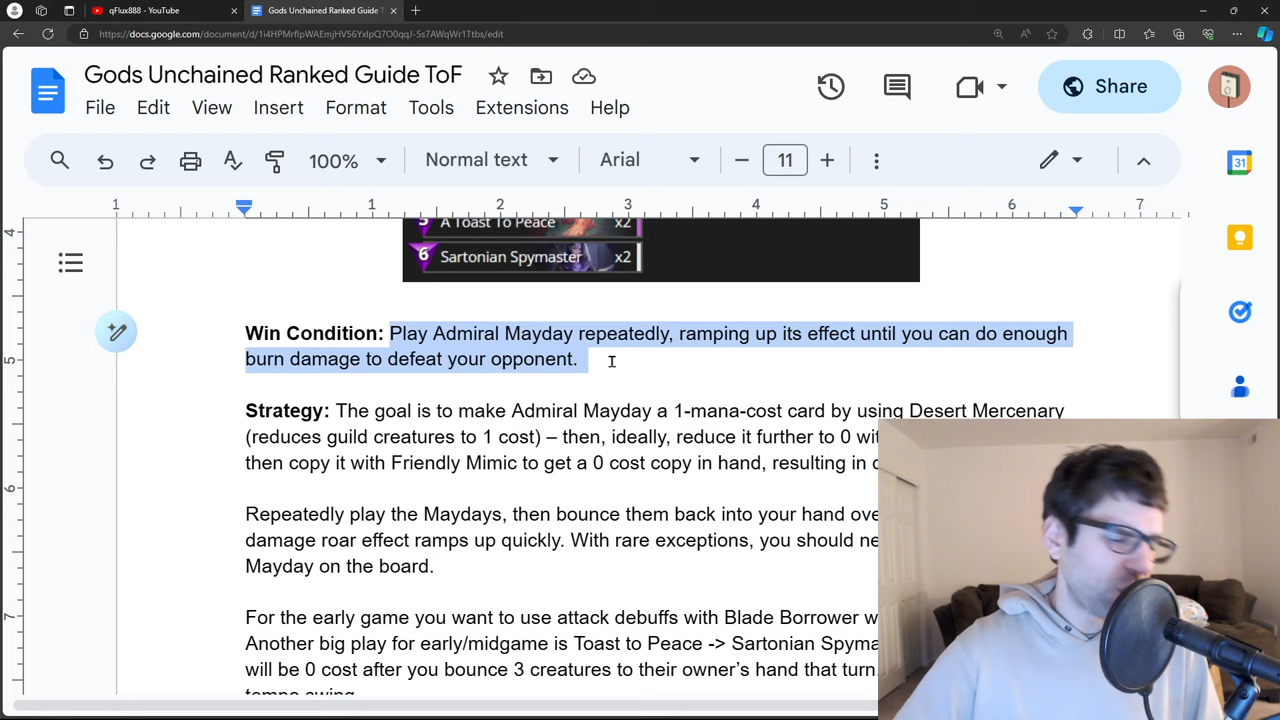 qFlux888 - YouTube
Gods Unchained Ranked Guide T
https://docs.google.com/document/d/1i4HPMrflpWAEmjHV56YxlpQ7O0qqJ-5s7AWqWr1Ttbs/edit
Gods Unchained Ranked Guide ToF
File Edit View Insert Format Tools Extensions Help
Share
100% Normal text Arial 11
31
1 1 2 3 4 5 6 7
4
5
6
7
5 A Toast To Peace x2
6 Sartonian Spymaster x2
Win Condition: Play Admiral Mayday repeatedly, ramping up its effect until you can do enough
burn damage to defeat your opponent.
Strategy: The goal is to make Admiral Mayday a 1-mana-cost card by using Desert Mercenary
(reduces guild creatures to 1 cost) – then, ideally, reduce it further to 0
then copy it with Friendly Mimic to get a 0 cost copy in hand, resulting in
Repeatedly play the Maydays, then bounce them back into your hand
damage roar effect ramps up quickly. With rare exceptions, you should
Mayday on the board.
For the early game you want to use attack debuffs with Blade Borrower
Another big play for early/midgame is Toast to Peace -> Sartonian
will be 0 cost after you bounce 3 creatures to their owner's hand that turn.
tempo swing